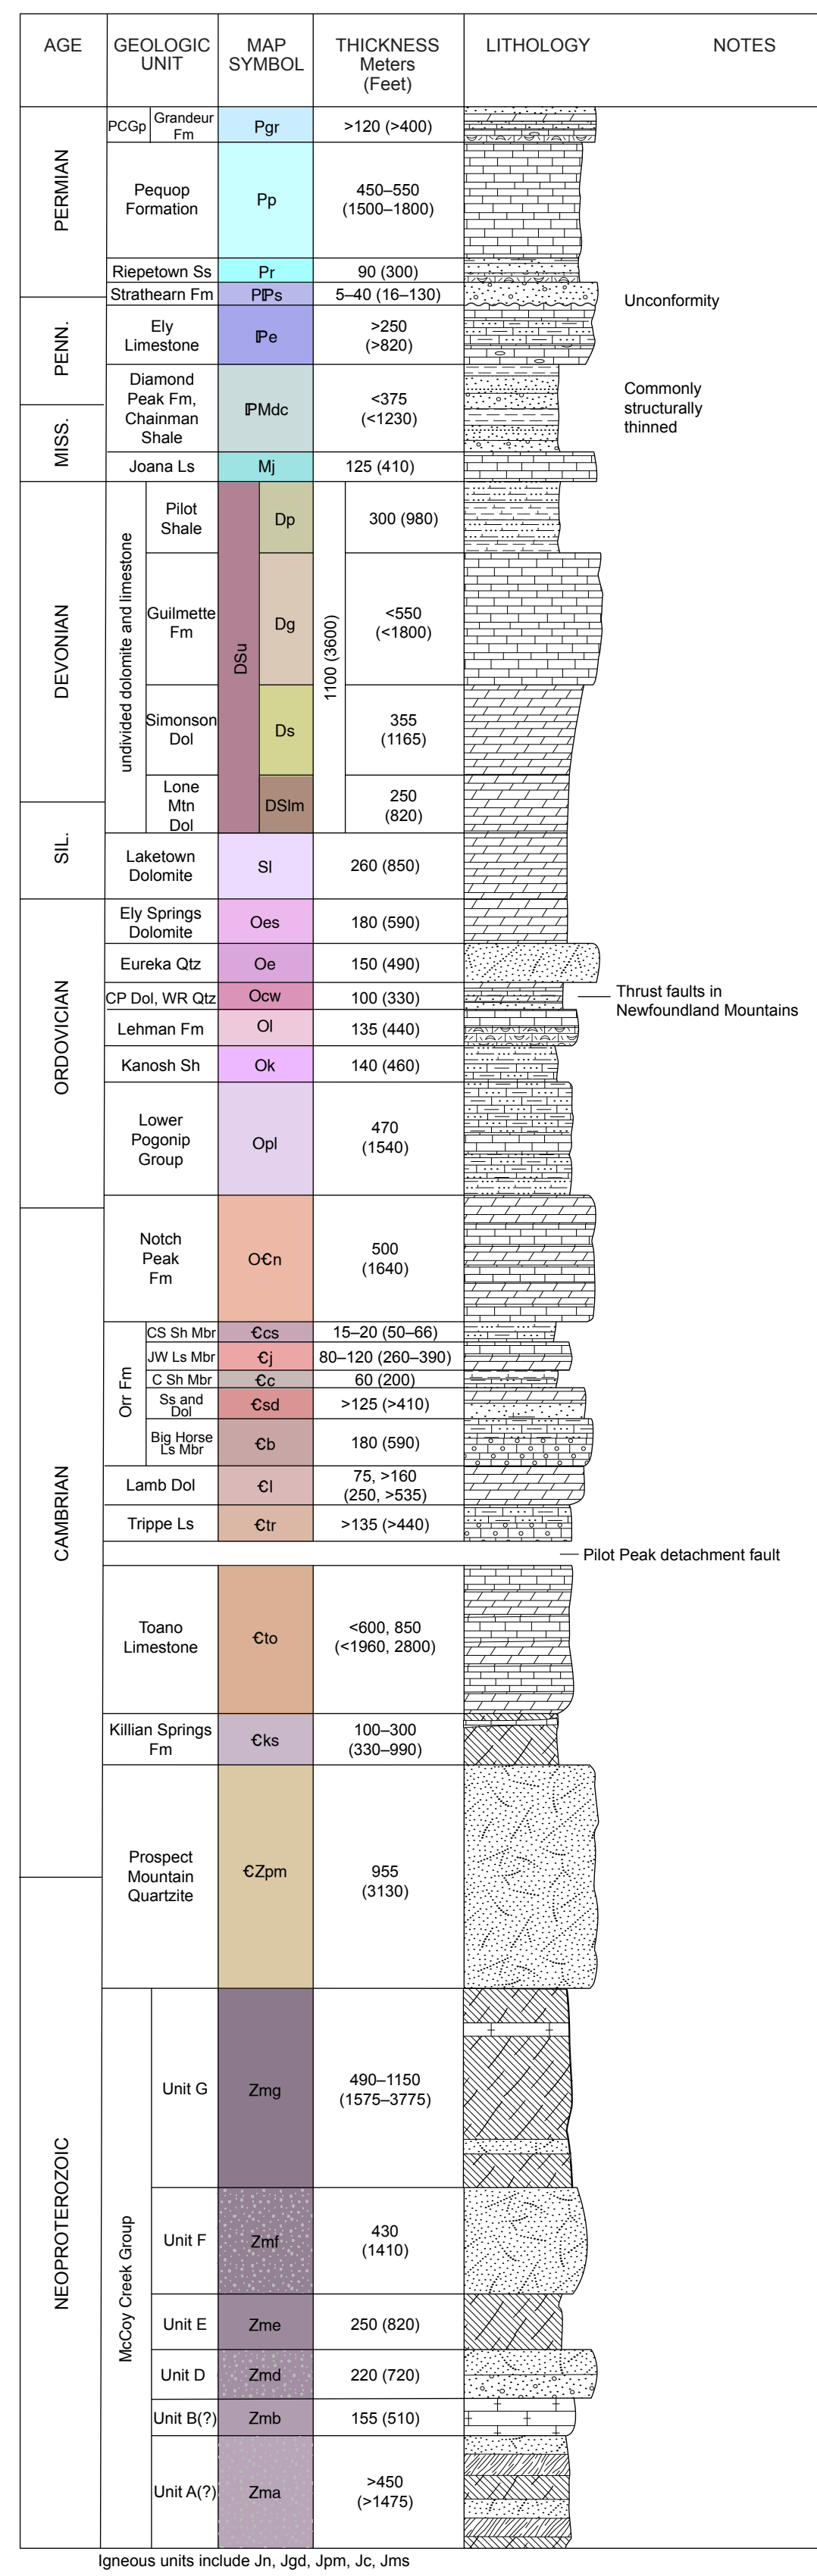 AGE
GEOLOGIC
UNIT
MAP
SYMBOL
THICKNESS
Meters
(Feet)
LITHOLOGY
NOTES
PERMIAN
PCGp
Grandeur
Fm
Pgr
>120 (>400)
Pequop
Formation
Pp
450–550
(1500–1800)
Riepetown Ss
Pr
90 (300)
Strathearn Fm
PℙPs
5–40 (16–130)
Unconformity
PENN.
Ely
Limestone
ℙPe
>250
(>820)
Diamond
Peak Fm,
Chainman
Shale
ℙPMdc
<375
(<1230)
Commonly
structurally
thinned
MISS.
Joana Ls
Mj
125 (410)
DEVONIAN
undivided dolomite and limestone
DSu
1100 (3600)
Pilot
Shale
Dp
300 (980)
Guilmette
Fm
Dg
<550
(<1800)
Simonson
Dol
Ds
355
(1165)
Lone
Mtn
Dol
DSlm
250
(820)
SIL.
Laketown
Dolomite
Sl
260 (850)
ORDOVICIAN
Ely Springs
Dolomite
Oes
180 (590)
Eureka Qtz
Oe
150 (490)
CP Dol, WR Qtz
Ocw
100 (330)
Thrust faults in
Newfoundland Mountains
Lehman Fm
Ol
135 (440)
Kanosh Sh
Ok
140 (460)
Lower
Pogonip
Group
Opl
470
(1540)
CAMBRIAN
Notch
Peak
Fm
O€n
500
(1640)
Orr Fm
CS Sh Mbr
€cs
15–20 (50–66)
JW Ls Mbr
€j
80–120 (260–390)
C Sh Mbr
€c
60 (200)
Ss and
Dol
€sd
>125 (>410)
Big Horse
Ls Mbr
€b
180 (590)
Lamb Dol
€l
75, >160
(250, >535)
Trippe Ls
€tr
>135 (>440)
Pilot Peak detachment fault
Toano
Limestone
€to
<600, 850
(<1960, 2800)
Killian Springs
Fm
€ks
100–300
(330–990)
Prospect
Mountain
Quartzite
€Zpm
955
(3130)
NEOPROTEROZOIC
McCoy Creek Group
Unit G
Zmg
490–1150
(1575–3775)
Unit F
Zmf
430
(1410)
Unit E
Zme
250 (820)
Unit D
Zmd
220 (720)
Unit B(?)
Zmb
155 (510)
Unit A(?)
Zma
>450
(>1475)
Igneous units include Jn, Jgd, Jpm, Jc, Jms